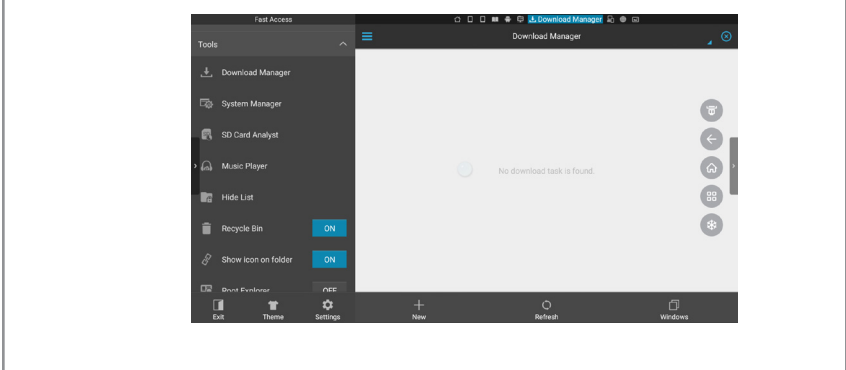 Fast Access
Download Manager
Tools
Download Manager
Download Manager
System Manager
SD Card Analyst
Music Player
No download task is found.
Hide List
Recycle Bin ON
Show icon on folder ON
Root Explorer OFF
Exit Theme Settings New Refresh Windows